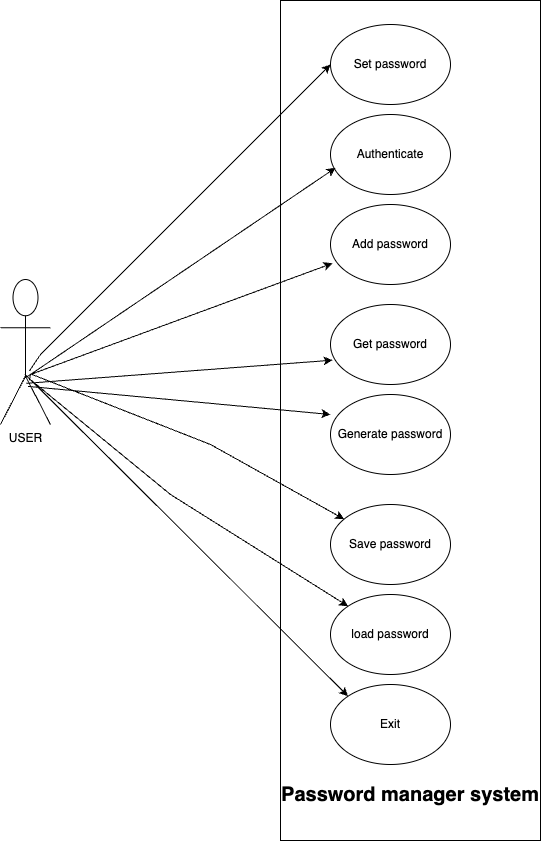 Set password
Authenticate
Add password
Get password
USER
Generate password
Save password
load password
Exit
Password manager system